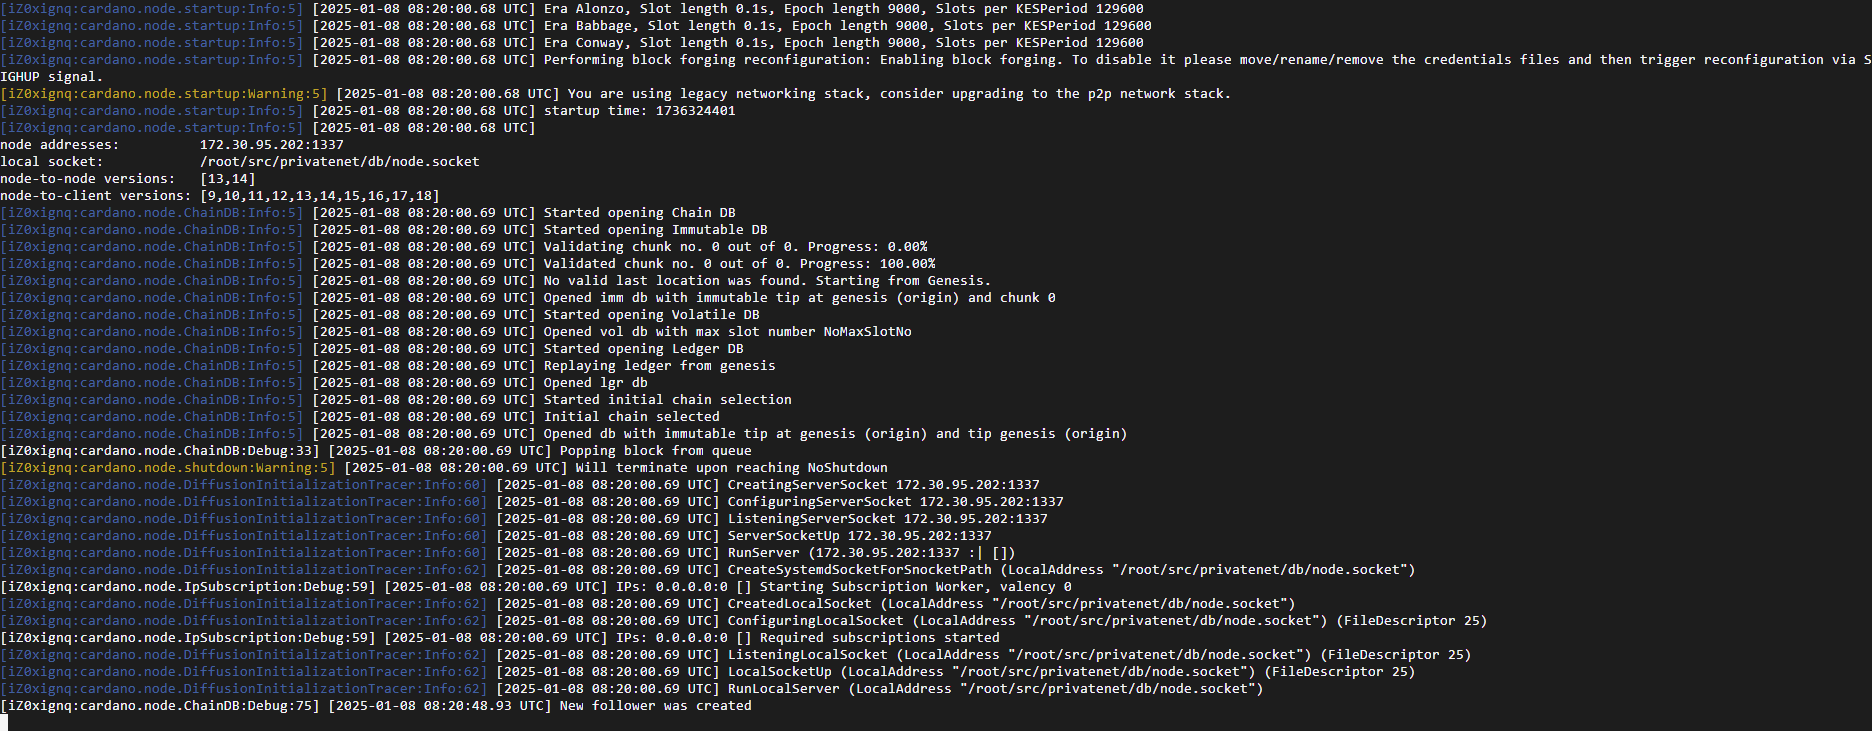 [iZ0xignq:cardano.node.startup:Info:5] [2025-01-08 08:20:00.68 UTC] Era Alonzo, Slot length 0.1s, Epoch length 9000, Slots per KESPeriod 129600
[iZ0xignq:cardano.node.startup:Info:5] [2025-01-08 08:20:00.68 UTC] Era Babbage, Slot length 0.1s, Epoch length 9000, Slots per KESPeriod 129600
[iZ0xignq:cardano.node.startup:Info:5] [2025-01-08 08:20:00.68 UTC] Era Conway, Slot length 0.1s, Epoch length 9000, Slots per KESPeriod 129600
[iZ0xignq:cardano.node.startup:Info:5] [2025-01-08 08:20:00.68 UTC] Performing block forging reconfiguration: Enabling block forging. To disable it please move/rename/remove the credentials files and then trigger reconfiguration via S
IGHUP signal.
[iZ0xignq:cardano.node.startup:Warning:5] [2025-01-08 08:20:00.68 UTC] You are using legacy networking stack, consider upgrading to the p2p network stack.
[iZ0xignq:cardano.node.startup:Info:5] [2025-01-08 08:20:00.68 UTC] startup time: 1736324401
[iZ0xignq:cardano.node.startup:Info:5] [2025-01-08 08:20:00.68 UTC]
node addresses:          172.30.95.202:1337
local socket:            /root/src/privatenet/db/node.socket
node-to-node versions:   [13,14]
node-to-client versions: [9,10,11,12,13,14,15,16,17,18]
[iZ0xignq:cardano.node.ChainDB:Info:5] [2025-01-08 08:20:00.69 UTC] Started opening Chain DB
[iZ0xignq:cardano.node.ChainDB:Info:5] [2025-01-08 08:20:00.69 UTC] Started opening Immutable DB
[iZ0xignq:cardano.node.ChainDB:Info:5] [2025-01-08 08:20:00.69 UTC] Validating chunk no. 0 out of 0. Progress: 0.00%
[iZ0xignq:cardano.node.ChainDB:Info:5] [2025-01-08 08:20:00.69 UTC] Validated chunk no. 0 out of 0. Progress: 100.00%
[iZ0xignq:cardano.node.ChainDB:Info:5] [2025-01-08 08:20:00.69 UTC] No valid last location was found. Starting from Genesis.
[iZ0xignq:cardano.node.ChainDB:Info:5] [2025-01-08 08:20:00.69 UTC] Opened imm db with immutable tip at genesis (origin) and chunk 0
[iZ0xignq:cardano.node.ChainDB:Info:5] [2025-01-08 08:20:00.69 UTC] Started opening Volatile DB
[iZ0xignq:cardano.node.ChainDB:Info:5] [2025-01-08 08:20:00.69 UTC] Opened vol db with max slot number NoMaxSlotNo
[iZ0xignq:cardano.node.ChainDB:Info:5] [2025-01-08 08:20:00.69 UTC] Started opening Ledger DB
[iZ0xignq:cardano.node.ChainDB:Info:5] [2025-01-08 08:20:00.69 UTC] Replaying ledger from genesis
[iZ0xignq:cardano.node.ChainDB:Info:5] [2025-01-08 08:20:00.69 UTC] Opened lgr db
[iZ0xignq:cardano.node.ChainDB:Info:5] [2025-01-08 08:20:00.69 UTC] Started initial chain selection
[iZ0xignq:cardano.node.ChainDB:Info:5] [2025-01-08 08:20:00.69 UTC] Initial chain selected
[iZ0xignq:cardano.node.ChainDB:Info:5] [2025-01-08 08:20:00.69 UTC] Opened db with immutable tip at genesis (origin) and tip genesis (origin)
[iZ0xignq:cardano.node.ChainDB:Debug:33] [2025-01-08 08:20:00.69 UTC] Popping block from queue
[iZ0xignq:cardano.node.shutdown:Warning:5] [2025-01-08 08:20:00.69 UTC] Will terminate upon reaching NoShutdown
[iZ0xignq:cardano.node.DiffusionInitializationTracer:Info:60] [2025-01-08 08:20:00.69 UTC] CreatingServerSocket 172.30.95.202:1337
[iZ0xignq:cardano.node.DiffusionInitializationTracer:Info:60] [2025-01-08 08:20:00.69 UTC] ConfiguringServerSocket 172.30.95.202:1337
[iZ0xignq:cardano.node.DiffusionInitializationTracer:Info:60] [2025-01-08 08:20:00.69 UTC] ListeningServerSocket 172.30.95.202:1337
[iZ0xignq:cardano.node.DiffusionInitializationTracer:Info:60] [2025-01-08 08:20:00.69 UTC] ServerSocketUp 172.30.95.202:1337
[iZ0xignq:cardano.node.DiffusionInitializationTracer:Info:60] [2025-01-08 08:20:00.69 UTC] RunServer (172.30.95.202:1337 :| [])
[iZ0xignq:cardano.node.DiffusionInitializationTracer:Info:62] [2025-01-08 08:20:00.69 UTC] CreateSystemdSocketForSnocketPath (LocalAddress "/root/src/privatenet/db/node.socket")
[iZ0xignq:cardano.node.IpSubscription:Debug:59] [2025-01-08 08:20:00.69 UTC] IPs: 0.0.0.0:0 [] Starting Subscription Worker, valency 0
[iZ0xignq:cardano.node.DiffusionInitializationTracer:Info:62] [2025-01-08 08:20:00.69 UTC] CreatedLocalSocket (LocalAddress "/root/src/privatenet/db/node.socket")
[iZ0xignq:cardano.node.DiffusionInitializationTracer:Info:62] [2025-01-08 08:20:00.69 UTC] ConfiguringLocalSocket (LocalAddress "/root/src/privatenet/db/node.socket") (FileDescriptor 25)
[iZ0xignq:cardano.node.IpSubscription:Debug:59] [2025-01-08 08:20:00.69 UTC] IPs: 0.0.0.0:0 [] Required subscriptions started
[iZ0xignq:cardano.node.DiffusionInitializationTracer:Info:62] [2025-01-08 08:20:00.69 UTC] ListeningLocalSocket (LocalAddress "/root/src/privatenet/db/node.socket") (FileDescriptor 25)
[iZ0xignq:cardano.node.DiffusionInitializationTracer:Info:62] [2025-01-08 08:20:00.69 UTC] LocalSocketUp (LocalAddress "/root/src/privatenet/db/node.socket") (FileDescriptor 25)
[iZ0xignq:cardano.node.DiffusionInitializationTracer:Info:62] [2025-01-08 08:20:00.69 UTC] RunLocalServer (LocalAddress "/root/src/privatenet/db/node.socket")
[iZ0xignq:cardano.node.ChainDB:Debug:75] [2025-01-08 08:20:48.93 UTC] New follower was created